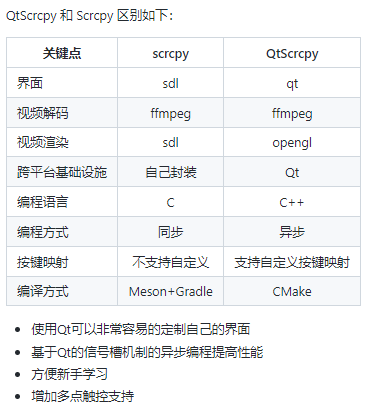 QtScrcpy 和 Scrcpy 区别如下：
关键点 scrcpy QtScrcpy
界面 sdl qt
视频解码 ffmpeg ffmpeg
视频渲染 sdl opengl
跨平台基础设施 自己封装 Qt
编程语言 C C++
编程方式 同步 异步
按键映射 不支持自定义 支持自定义按键映射
编译方式 Meson+Gradle CMake
使用Qt可以非常容易的定制自己的界面
基于Qt的信号槽机制的异步编程提高性能
方便新手学习
增加多点触控支持